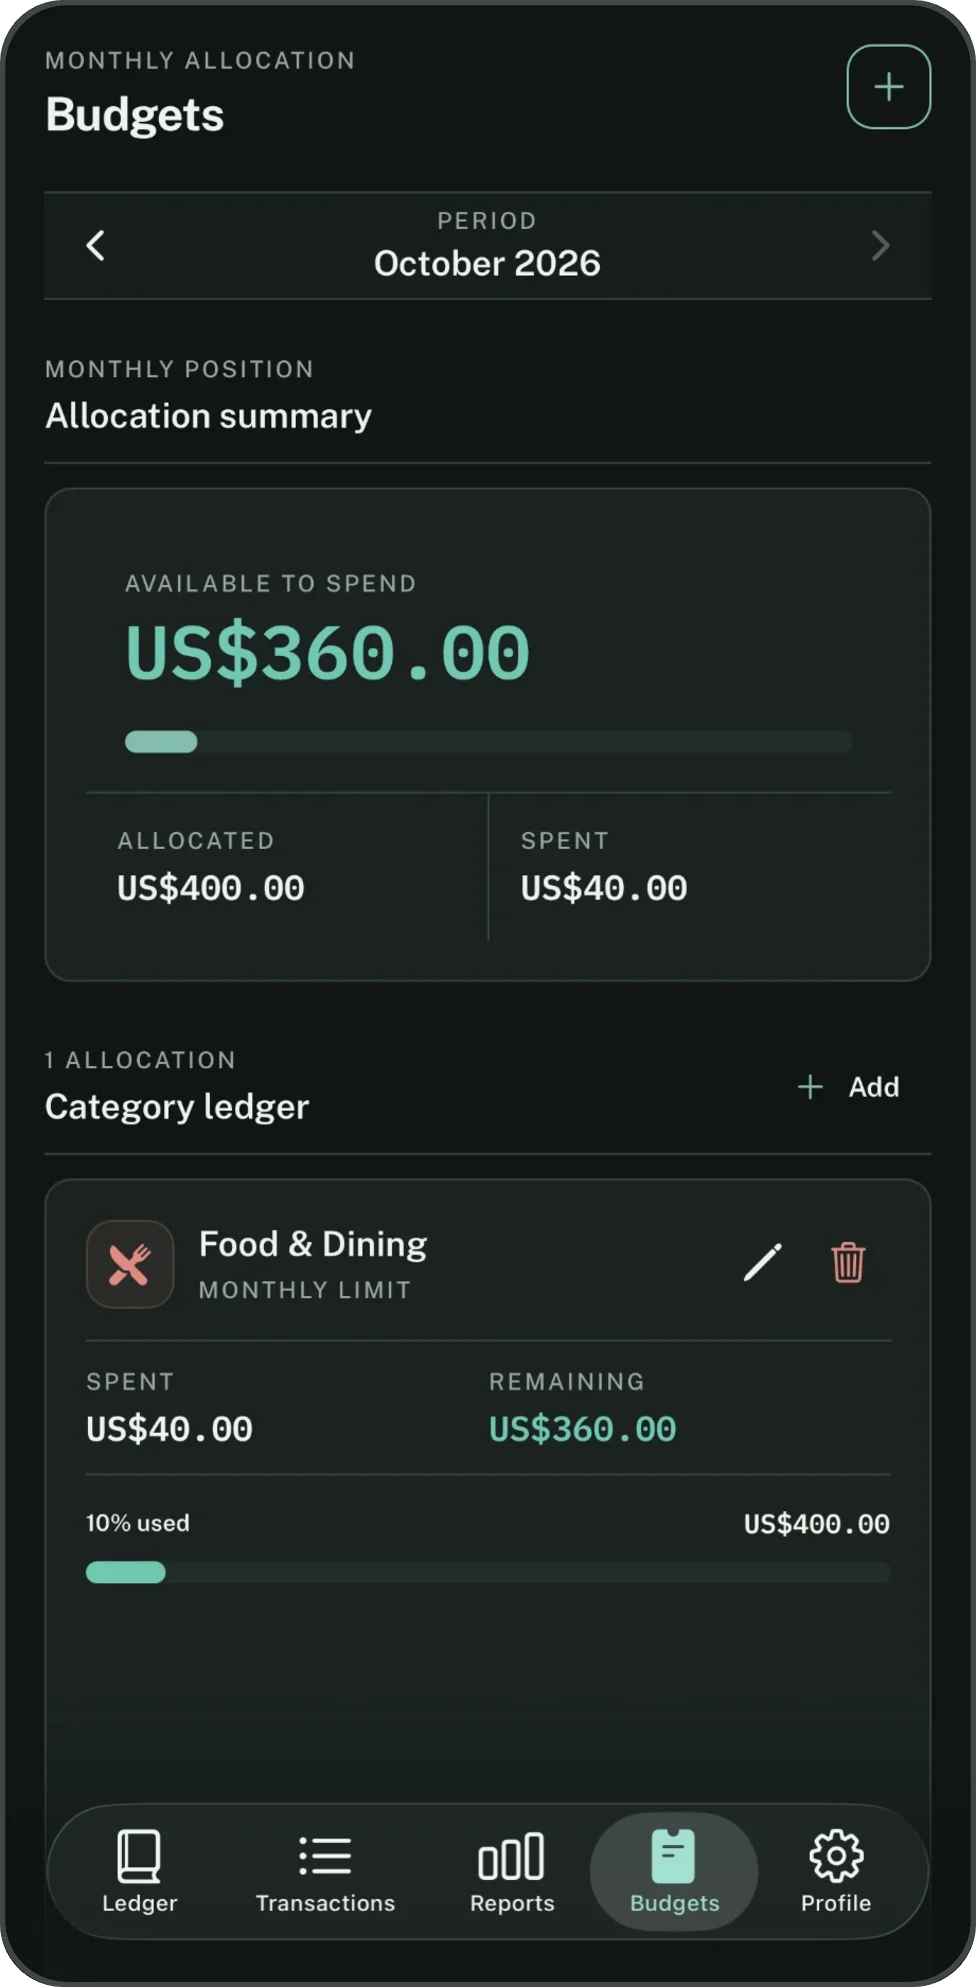 MONTHLY ALLOCATION
Budgets
PERIOD
October 2026
MONTHLY POSITION
Allocation summary
AVAILABLE TO SPEND
US$360.00
ALLOCATED
SPENT
US$400.00
US$40.00
1 ALLOCATION
Category ledger
Add
Food & Dining
MONTHLY LIMIT
SPENT
REMAINING
US$40.00
US$360.00
10% used
US$400.00
Ledger
Transactions
Reports
Budgets
Profile